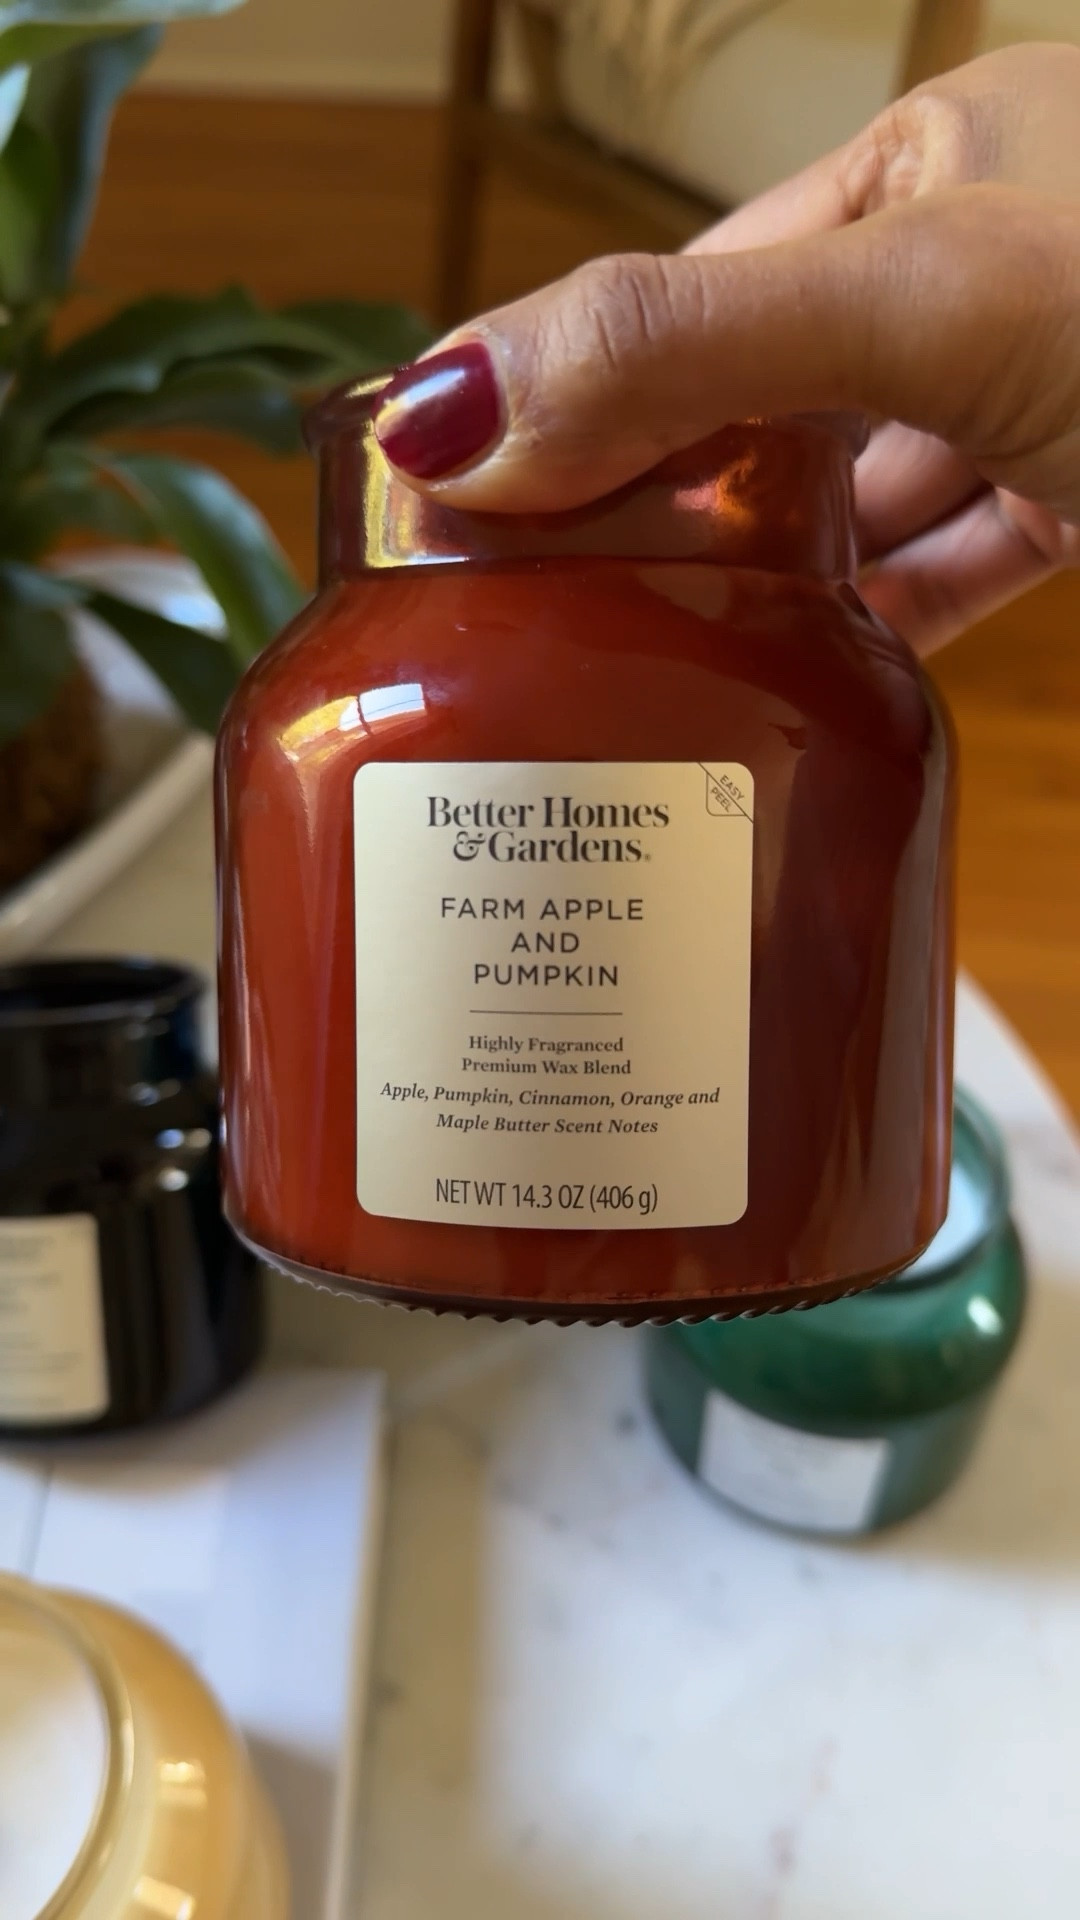 EASY
PEEL
Better Homes
&Gardens®
FARM APPLE
AND
PUMPKIN
Highly Fragranced
Premium Wax Blend
Apple, Pumpkin, Cinnamon, Orange and
Maple Butter Scent Notes
NET WT 14.3 OZ (406 g)